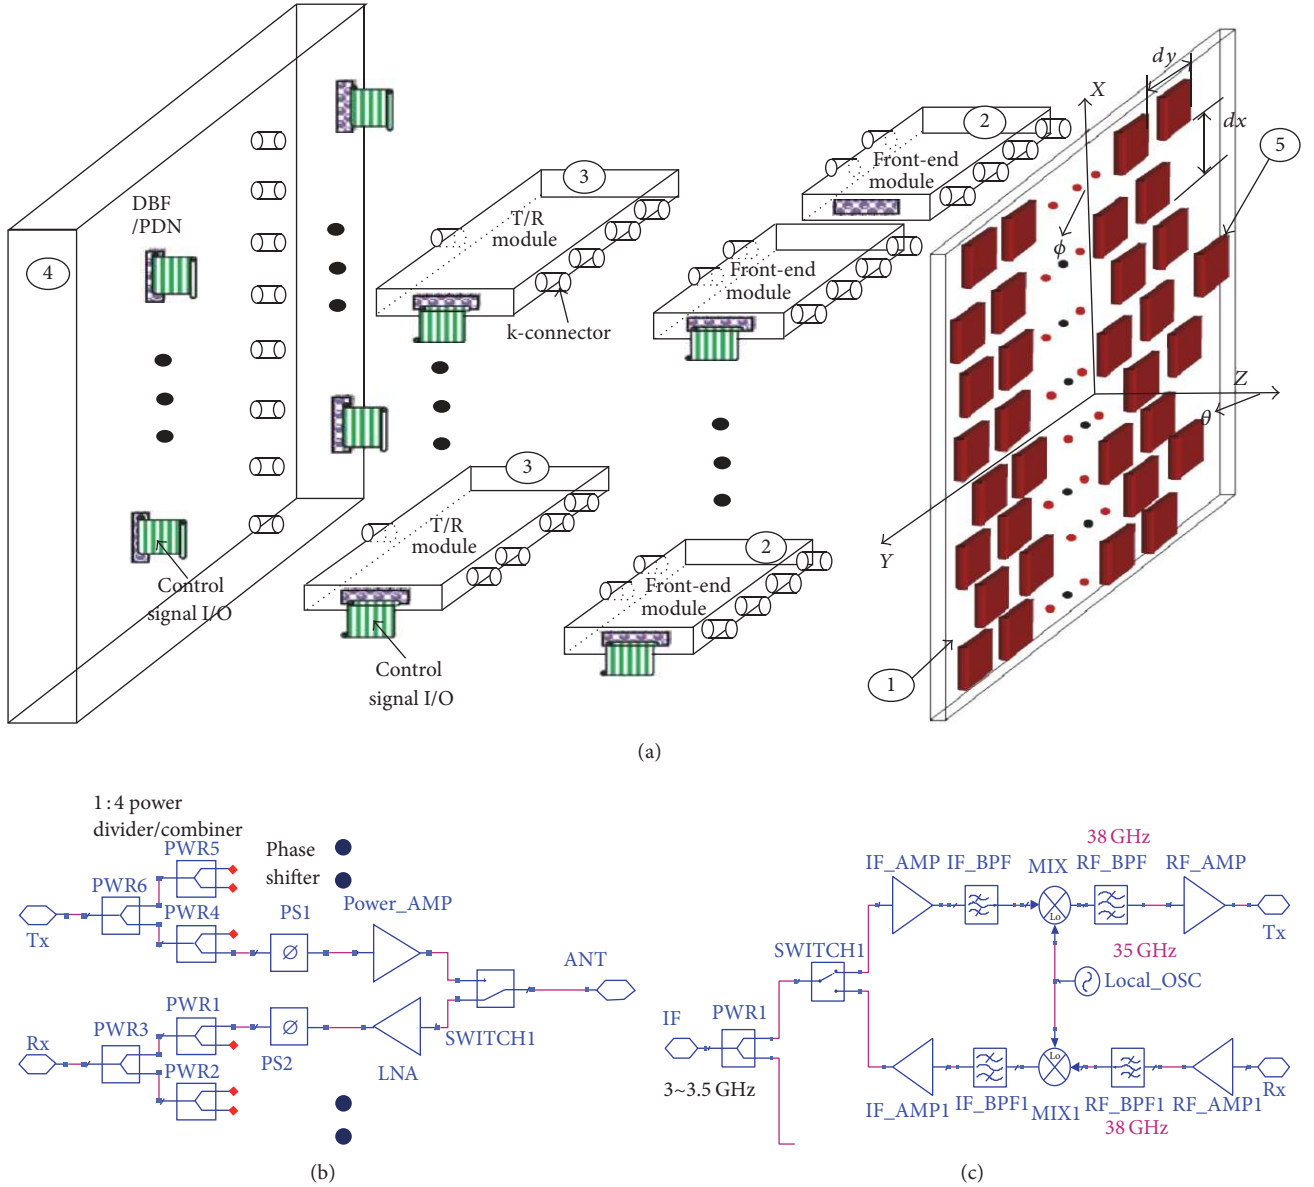 DBF
/PDN
4
Control
signal I/O
3
T/R
module
k-connector
3
T/R
module
Control
signal I/O
2
Front-end
module
Front-end
module
2
Front-end
module
X
dy
dx
5
ϕ
Z
θ
Y
1
(a)
1 : 4 power
divider/combiner
PWR5
PWR6
PWR4
Tx
Phase
shifter
PS1
Power_AMP
ANT
SWITCH1
PWR1
PWR3
Rx
PWR2
PS2
LNA
(b)
38 GHz
IF_AMP
IF_BPF
MIX
RF_BPF
RF_AMP
Lo
Tx
35 GHz
SWITCH1
Local_OSC
PWR1
IF
3~3.5 GHz
Lo
Rx
IF_AMP1
IF_BPF1
MIX1
RF_BPF1
RF_AMP1
38 GHz
(c)